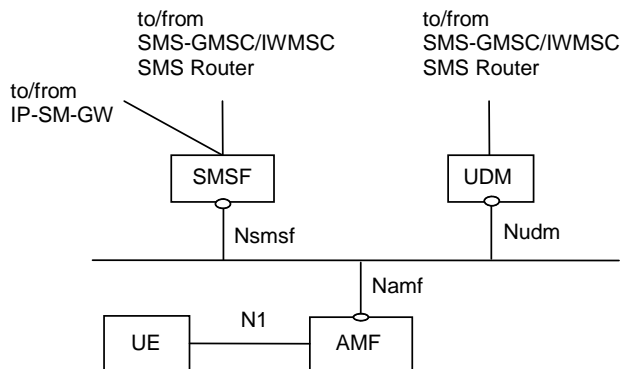 to/from
SMS-GMSC/IWMSC
SMS Router
to/from
SMS-GMSC/IWMSC
SMS Router
to/from
IP-SM-GW
SMSF
UDM
Nsmsf
Nudm
Namf
N1
UE
AMF